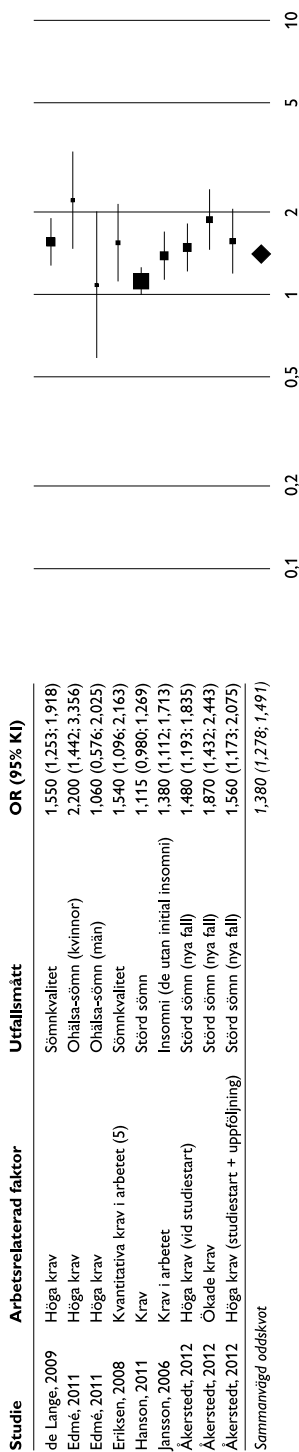 Studie Arbetsrelaterad faktor Utfallsmått OR (95% KI)
de Lange, 2009 Höga krav Sömnkvalitet 1,550 (1,253; 1,918)
Edmé, 2011 Höga krav Ohälsa-sömn (kvinnor) 2,200 (1,442; 3,356)
Edmé, 2011 Höga krav Ohälsa-sömn (män) 1,060 (0,576; 2,025)
Eriksen, 2008 Kvantitativa krav i arbetet (5) Sömnkvalitet 1,540 (1,096; 2,163)
Hanson, 2011 Krav Störd sömn 1,115 (0,980; 1,269)
Jansson, 2006 Krav i arbetet Insomni (de utan initial insomni) 1,380 (1,112; 1,713)
Åkerstedt, 2012 Höga krav (vid studiestart) Störd sömn (nya fall) 1,480 (1,193; 1,835)
Åkerstedt, 2012 Ökade krav Störd sömn (nya fall) 1,870 (1,432; 2,443)
Åkerstedt, 2012 Höga krav (studiestart + uppföljning) Störd sömn (nya fall) 1,560 (1,173; 2,075)
Sammanvägd oddskvot 1,380 (1,278; 1,491)
0,1 0,2 0,5 1 2 5 10